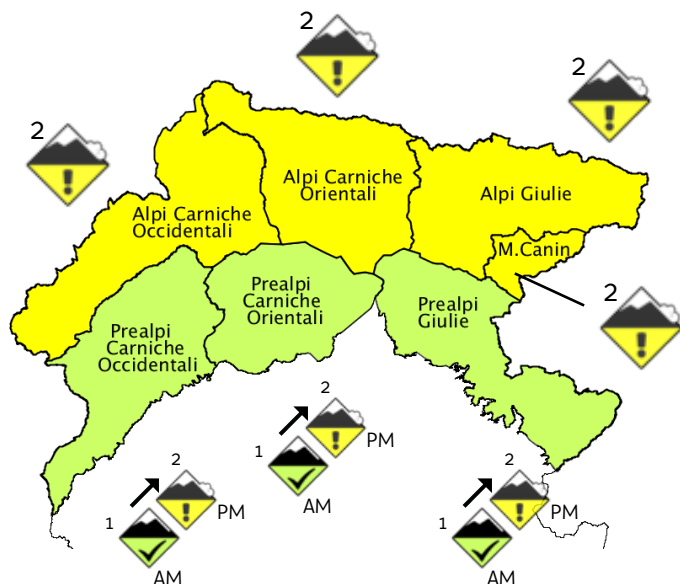 2
2
2
Alpi Carniche
Orientali
Alpi Giulie
Alpi Carniche
Occidentali
M.Canin
2
Prealpi
Carniche
Orientali
Prealpi
Giulie
Prealpi
Carniche
Occidentali
2
1
PM
AM
2
1
PM
AM
2
1
PM
AM